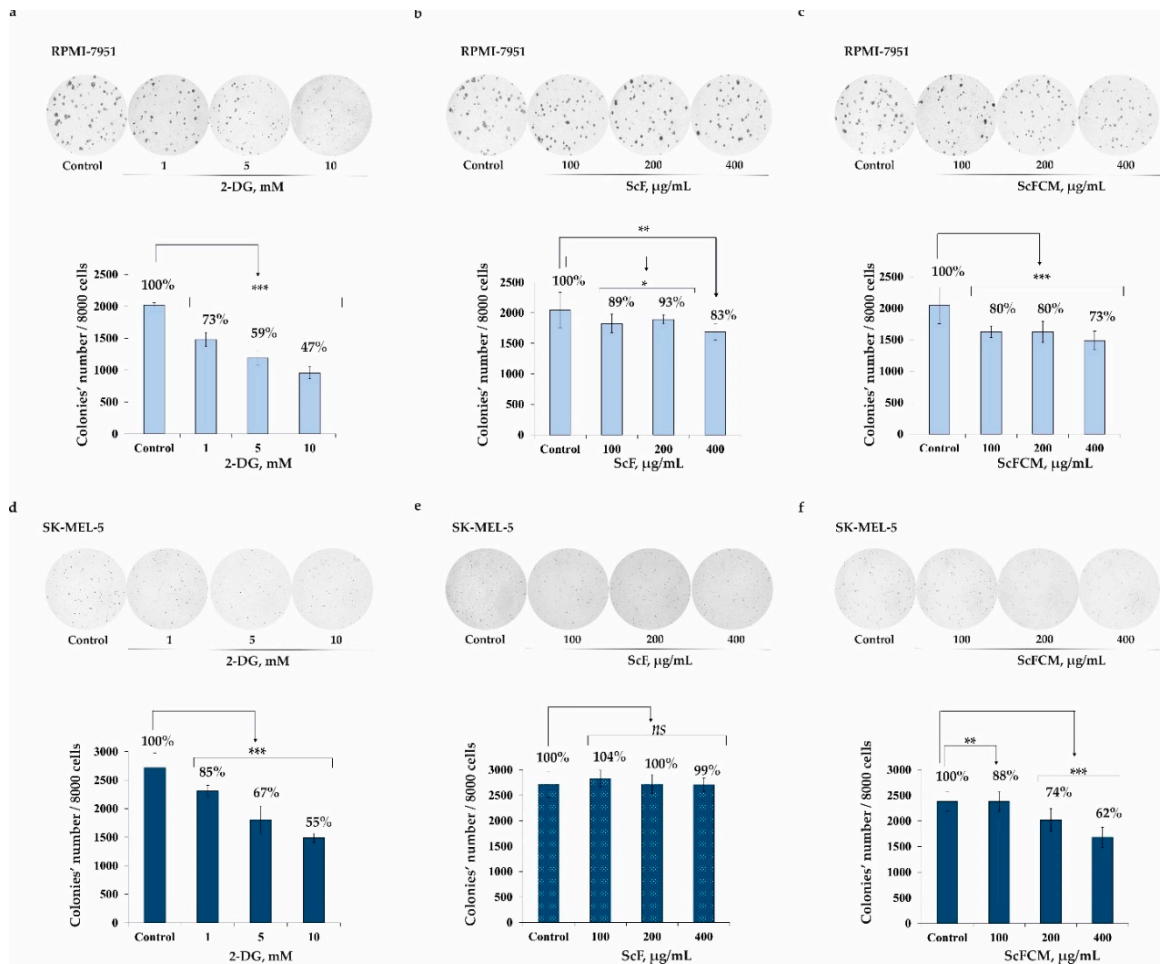 a
RPMI-7951
Control 1 5 10
2-DG, mM
Colonies' number / 8000 cells
2500
2000
1500
1000
500
0
100%
***
73%
59%
47%
Control 1 5 10
2-DG, mM
b
RPMI-7951
Control 100 200 400
ScF, µg/mL
Colonies' number / 8000 cells
2500
2000
1500
1000
500
0
**
100%
*
89%
93%
83%
Control 100 200 400
ScF, µg/mL
c
RPMI-7951
Control 100 200 400
ScFCM, µg/mL
Colonies' number / 8000 cells
2500
2000
1500
1000
500
0
100%
***
80%
80%
73%
Control 100 200 400
ScFCM, µg/mL
d
SK-MEL-5
Control 1 5 10
2-DG, mM
Colonies' number / 8000 cells
3000
2500
2000
1500
1000
500
0
100%
***
85%
67%
55%
Control 1 5 10
2-DG, mM
e
SK-MEL-5
Control 100 200 400
ScF, µg/mL
Colonies' number / 8000 cells
3000
2500
2000
1500
1000
500
0
ns
100%
104%
100%
99%
Control 100 200 400
ScF, µg/mL
f
SK-MEL-5
Control 100 200 400
ScFCM, µg/mL
Colonies' number / 8000 cells
3000
2500
2000
1500
1000
500
0
**
***
100%
88%
74%
62%
Control 100 200 400
ScFCM, µg/mL